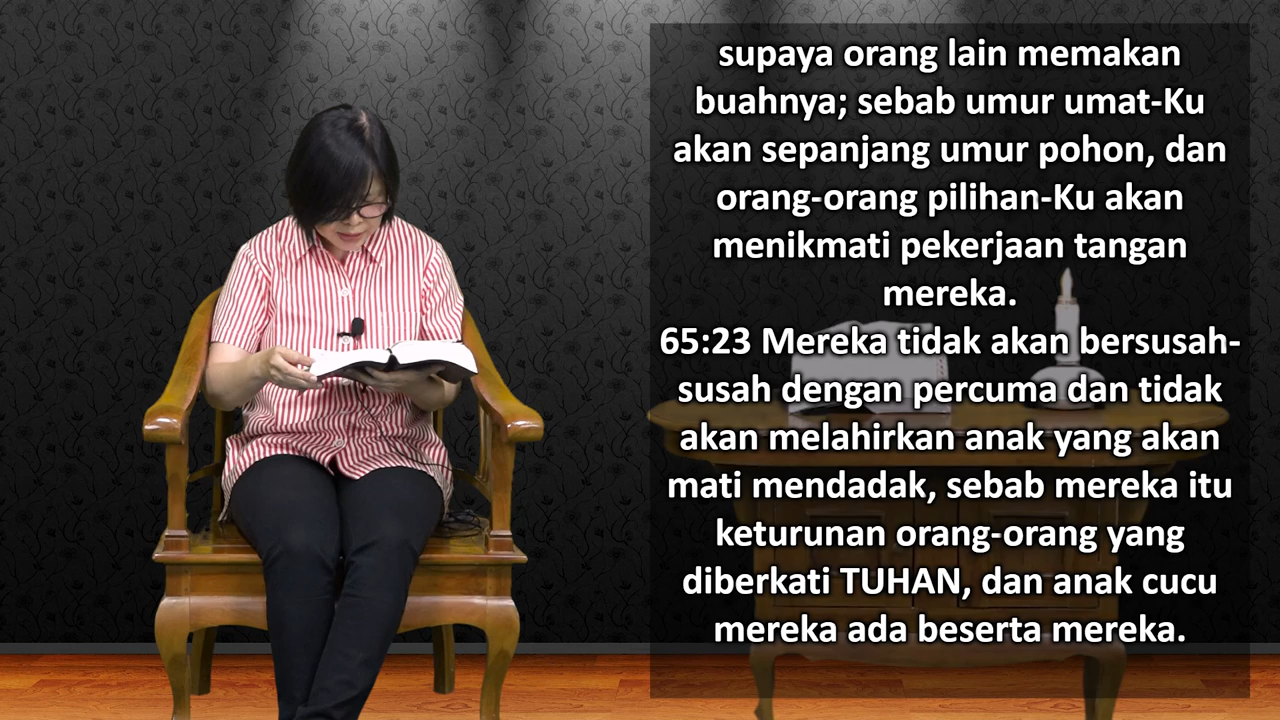 supaya orang lain memakan
buahnya; sebab umur umat-Ku
akan sepanjang umur pohon, dan
orang-orang pilihan-Ku akan
menikmati pekerjaan tangan
mereka.
65:23 Mereka tidak akan bersusah-
susah dengan percuma dan tidak
akan melahirkan anak yang akan
mati mendadak, sebab mereka itu
keturunan orang-orang yang
diberkati TUHAN, dan anak cucu
mereka ada beserta mereka.